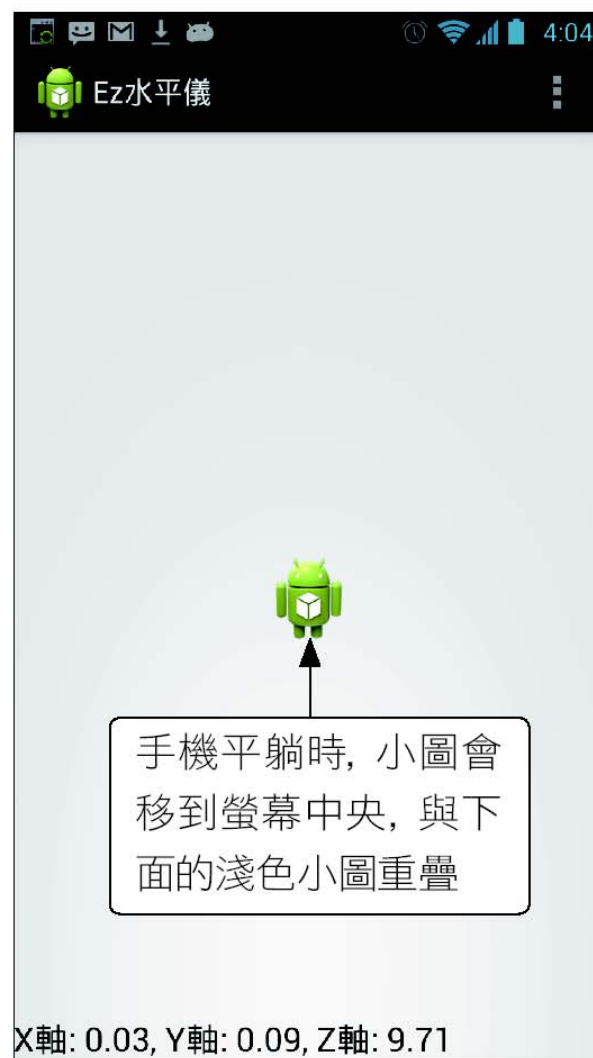 4:04
Ez水平儀
手機平躺時, 小圖會
移到螢幕中央, 與下
面的淺色小圖重疊
X軸: 0.03, Y軸: 0.09, Z軸: 9.71